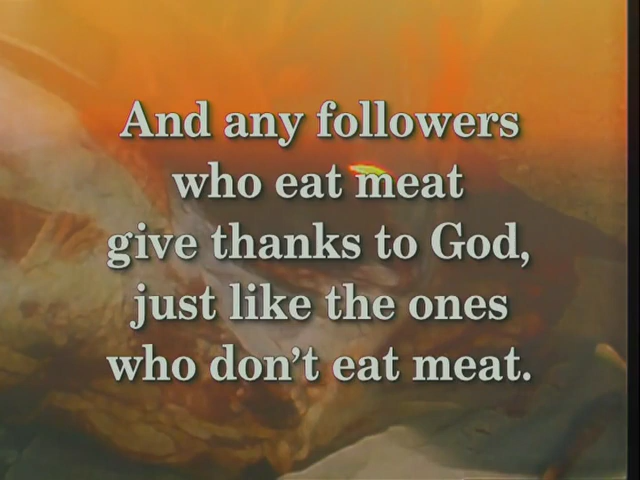 And any followers
who eat meat
give thanks to God,
just like the ones
who don't eat meat.